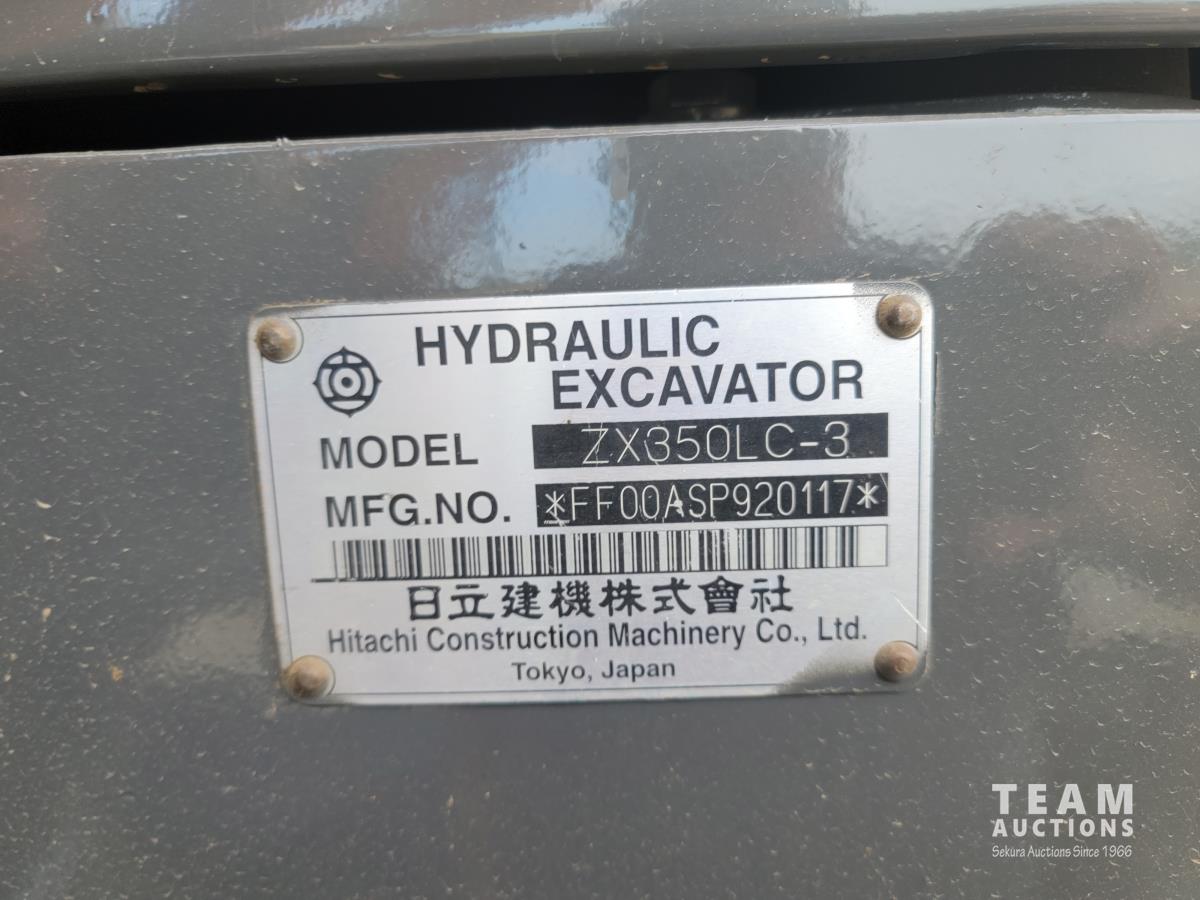 HYDRAULIC
EXCAVATOR
MODEL ZX350LC-3
MFG.NO. *FF00ASP920117*
日立建機株式會社
Hitachi Construction Machinery Co., Ltd.
Tokyo, Japan
TEAM
AUCTIONS
Sekura Auctions Since 1966